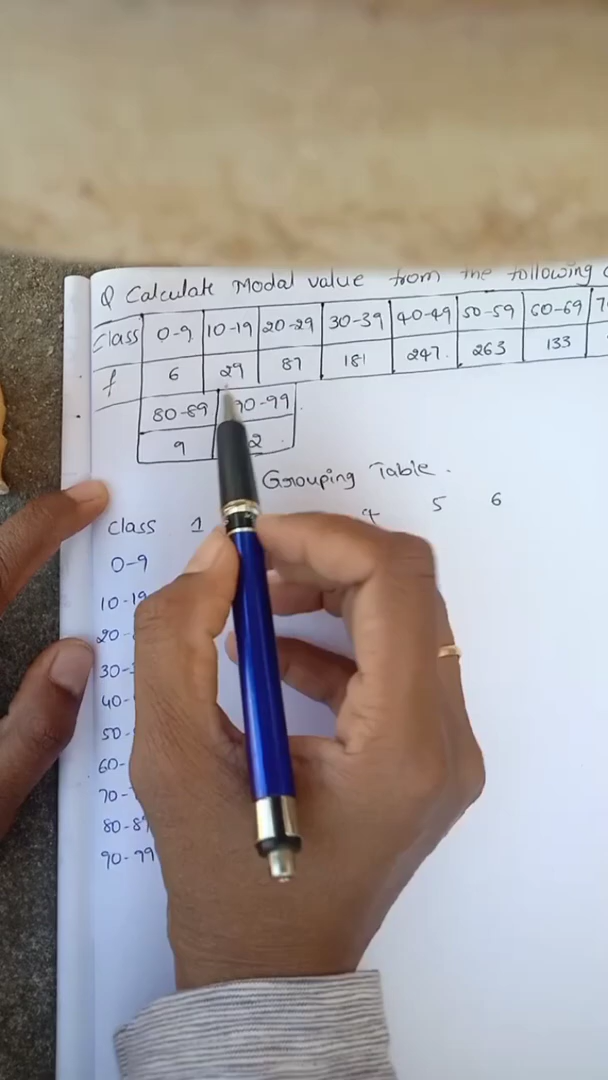 Q Calculate Modal value from the following
Class 0-9 10-19 20-29 30-39 40-49 50-59 60-69
f 6 29 87 181 247 263 133
80-89 90-99
9 2
Grouping Table.
Class 1 4 5 6
0-9
10-19
20-
30-
40-
50-
60-
70-
80-89
90-99